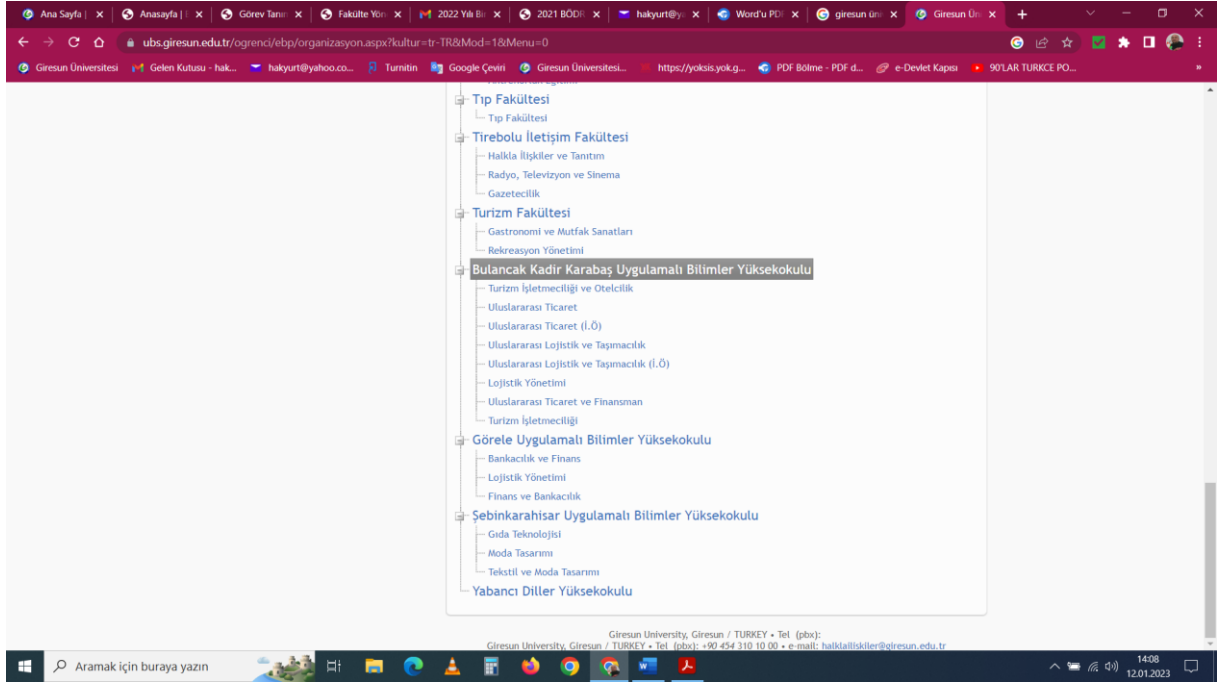 Ana Sayfa |
Anasayfa |
Görev Tanın
Fakülte Yön
2022 Yılı Bir
2021 BÖDR
hakyurt@ya
Word'u PDF
giresun üni
Giresun Ün
ubs.giresun.edu.tr/ogrenci/ebp/organizasyon.aspx?kultur=tr-TR&Mod=1&Menu=0
Giresun Üniversitesi
Gelen Kutusu - hak...
hakyurt@yahoo.co...
Turnitin
Google Çeviri
Giresun Üniversitesi...
https://yoksis.yok.g...
PDF Bölme - PDF d...
e-Devlet Kapısı
90'LAR TURKCE PO...
»
Tıp Fakültesi
Tıp Fakültesi
Tirebolu İletişim Fakültesi
Halkla İlişkiler ve Tanıtım
Radyo, Televizyon ve Sinema
Gazetecilik
Turizm Fakültesi
Gastronomi ve Mutfak Sanatları
Rekreasyon Yönetimi
Bulancak Kadir Karabaş Uygulamalı Bilimler Yüksekokulu
Turizm İşletmeciliği ve Otelcilik
Uluslararası Ticaret
Uluslararası Ticaret (İ.Ö)
Uluslararası Lojistik ve Taşımacılık
Uluslararası Lojistik ve Taşımacılık (İ.Ö)
Lojistik Yönetimi
Uluslararası Ticaret ve Finansman
Turizm İşletmeciliği
Görele Uygulamalı Bilimler Yüksekokulu
Bankacılık ve Finans
Lojistik Yönetimi
Finans ve Bankacılık
Şebinkarahisar Uygulamalı Bilimler Yüksekokulu
Gıda Teknolojisi
Moda Tasarımı
Tekstil ve Moda Tasarımı
Yabancı Diller Yüksekokulu
Giresun University, Giresun / TURKEY • Tel (pbx):
Giresun University, Giresun / TURKEY • Tel (pbx): +90 454 310 10 00 • e-mail: halklailiskiler@giresun.edu.tr
Aramak için buraya yazın
14:08
12.01.2023